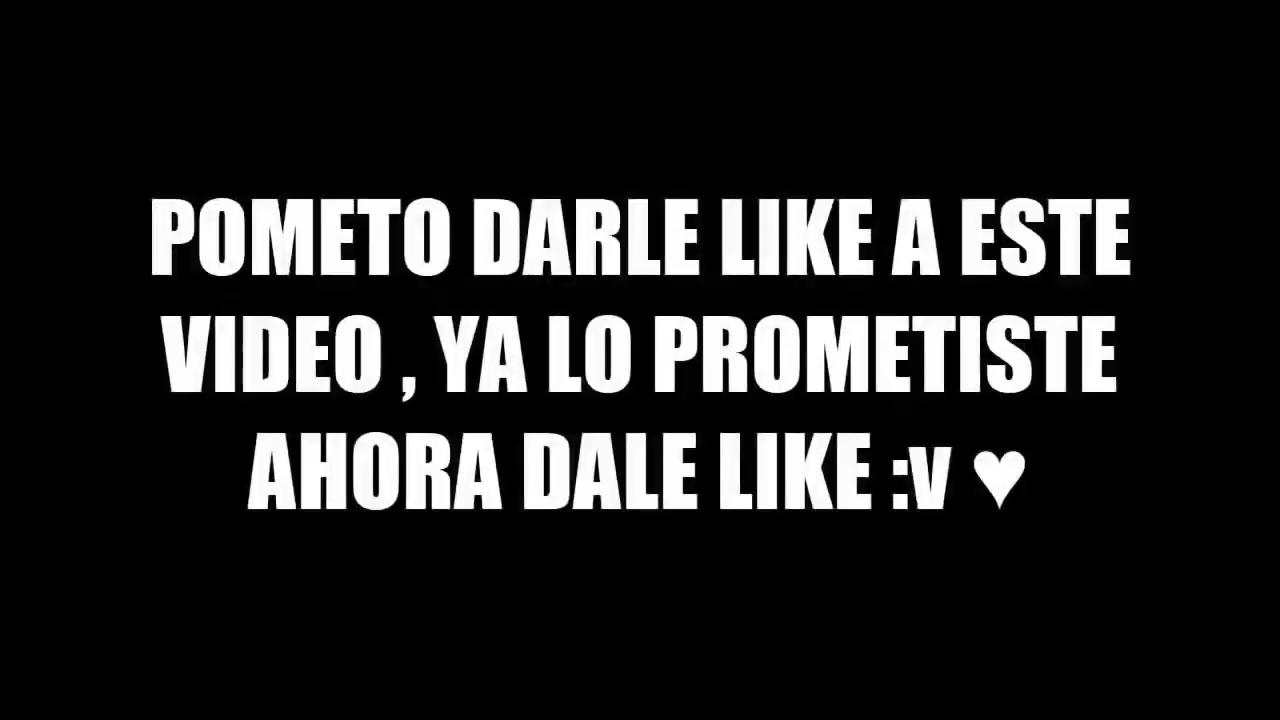 POMETO DARLE LIKE A ESTE
VIDEO , YA LO PROMETISTE
AHORA DALE LIKE :v ♥